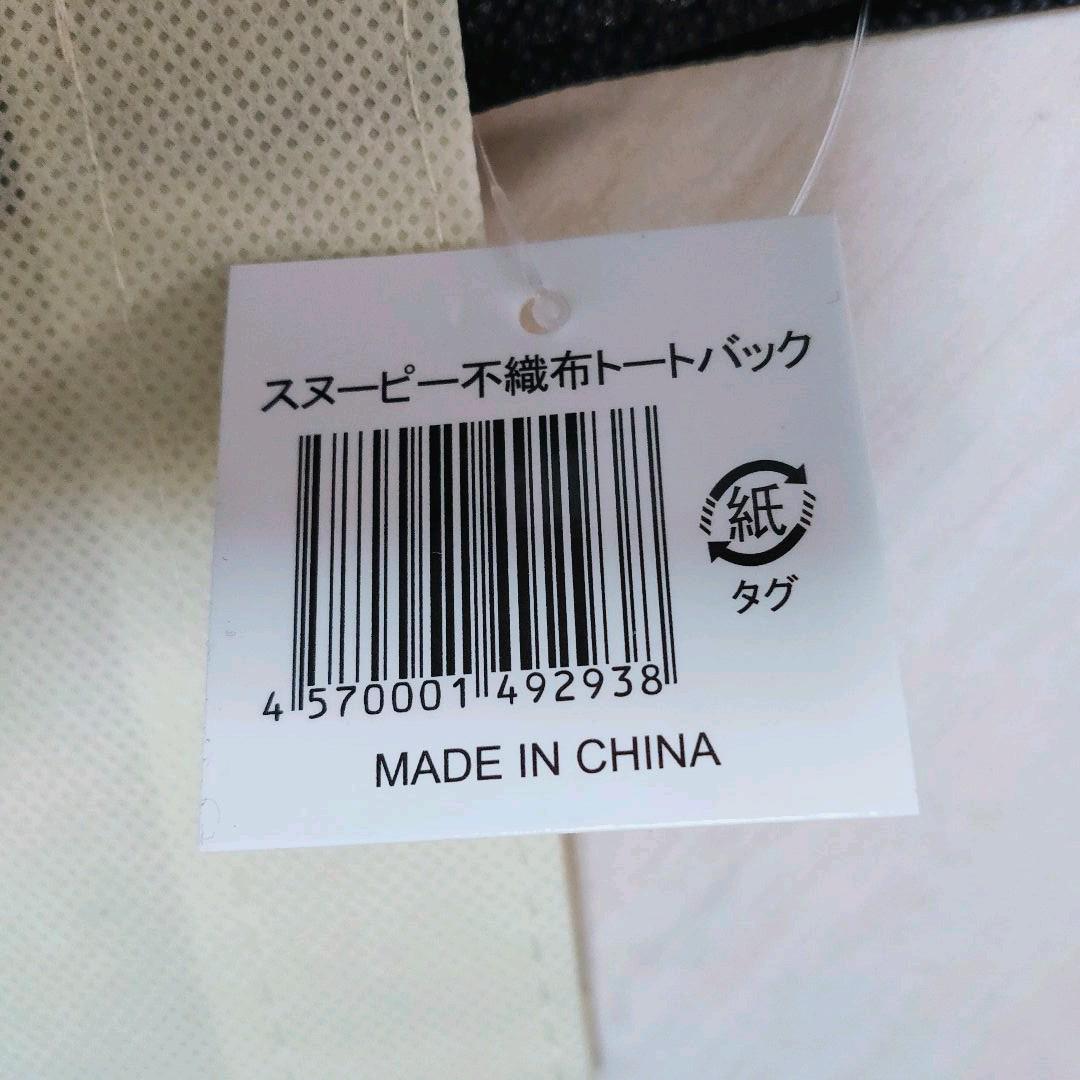 スヌーピー不織布トートバック
紙
タグ
4 570001 492938
MADE IN CHINA